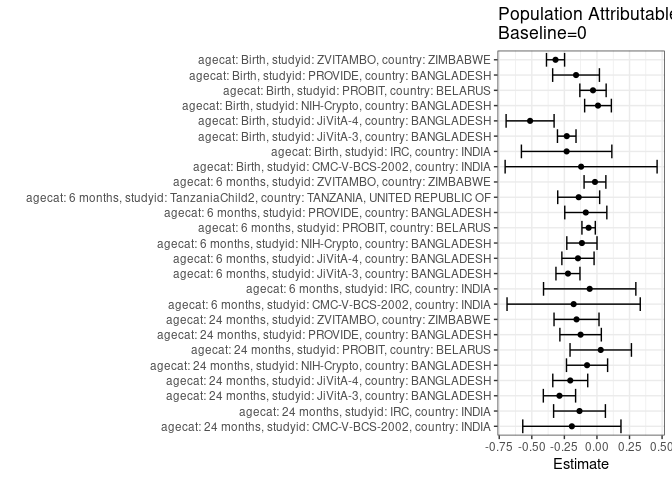 Population Attributable
Baseline=0
agecat: Birth, studyid: ZVITAMBO, country: ZIMBABWE
agecat: Birth, studyid: PROVIDE, country: BANGLADESH
agecat: Birth, studyid: PROBIT, country: BELARUS
agecat: Birth, studyid: NIH-Crypto, country: BANGLADESH
agecat: Birth, studyid: JiVitA-4, country: BANGLADESH
agecat: Birth, studyid: JiVitA-3, country: BANGLADESH
agecat: Birth, studyid: IRC, country: INDIA
agecat: Birth, studyid: CMC-V-BCS-2002, country: INDIA
agecat: 6 months, studyid: ZVITAMBO, country: ZIMBABWE
agecat: 6 months, studyid: TanzaniaChild2, country: TANZANIA, UNITED REPUBLIC OF
agecat: 6 months, studyid: PROVIDE, country: BANGLADESH
agecat: 6 months, studyid: PROBIT, country: BELARUS
agecat: 6 months, studyid: NIH-Crypto, country: BANGLADESH
agecat: 6 months, studyid: JiVitA-4, country: BANGLADESH
agecat: 6 months, studyid: JiVitA-3, country: BANGLADESH
agecat: 6 months, studyid: IRC, country: INDIA
agecat: 6 months, studyid: CMC-V-BCS-2002, country: INDIA
agecat: 24 months, studyid: ZVITAMBO, country: ZIMBABWE
agecat: 24 months, studyid: PROVIDE, country: BANGLADESH
agecat: 24 months, studyid: PROBIT, country: BELARUS
agecat: 24 months, studyid: NIH-Crypto, country: BANGLADESH
agecat: 24 months, studyid: JiVitA-4, country: BANGLADESH
agecat: 24 months, studyid: JiVitA-3, country: BANGLADESH
agecat: 24 months, studyid: IRC, country: INDIA
agecat: 24 months, studyid: CMC-V-BCS-2002, country: INDIA
-0.75 -0.50 -0.25 0.00 0.25 0.50
Estimate